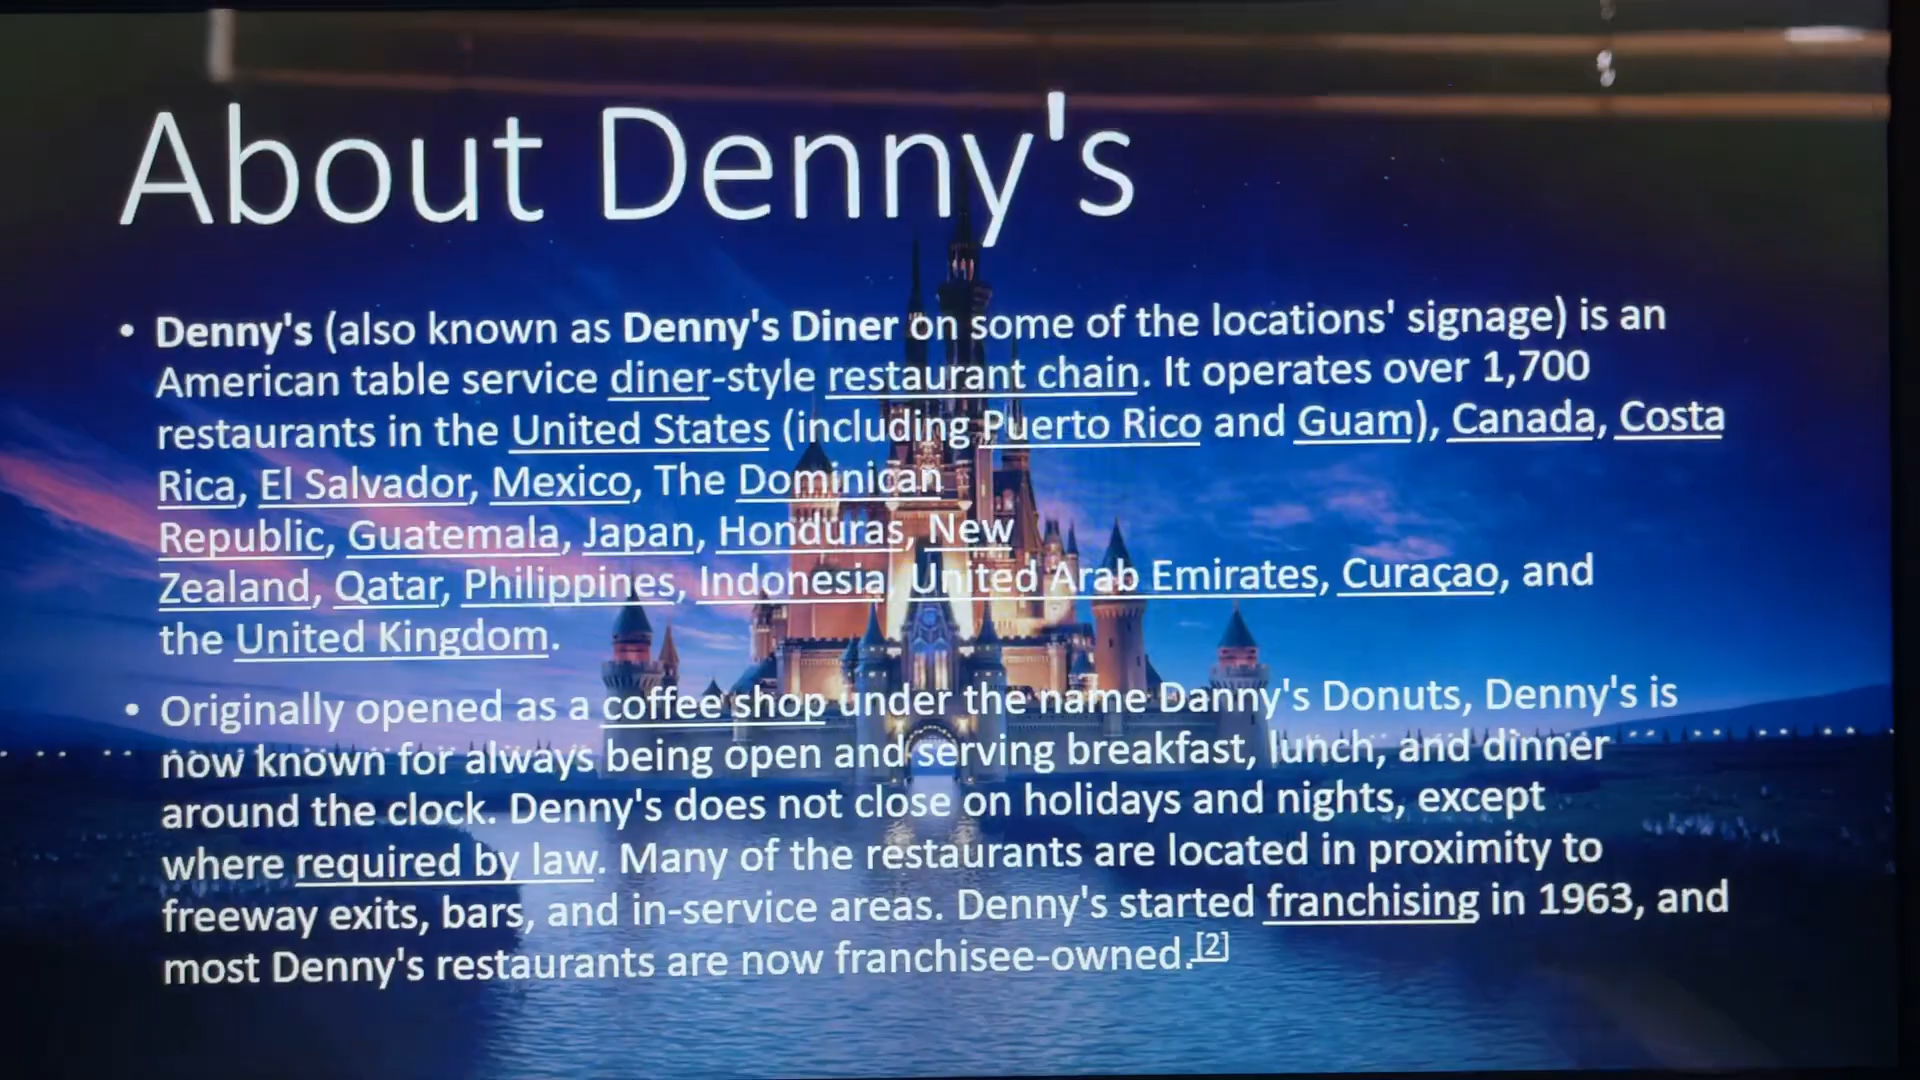 About Denny's
• Denny's (also known as Denny's Diner on some of the locations' signage) is an
American table service diner-style restaurant chain. It operates over 1,700
restaurants in the United States (including Puerto Rico and Guam), Canada, Costa
Rica, El Salvador, Mexico, The Dominican
Republic, Guatemala, Japan, Honduras, New
Zealand, Qatar, Philippines, Indonesia, United Arab Emirates, Curaçao, and
the United Kingdom.
• Originally opened as a coffee shop under the name Danny's Donuts, Denny's is
now known for always being open and serving breakfast, lunch, and dinner
around the clock. Denny's does not close on holidays and nights, except
where required by law. Many of the restaurants are located in proximity to
freeway exits, bars, and in-service areas. Denny's started franchising in 1963, and
most Denny's restaurants are now franchisee-owned.[2]